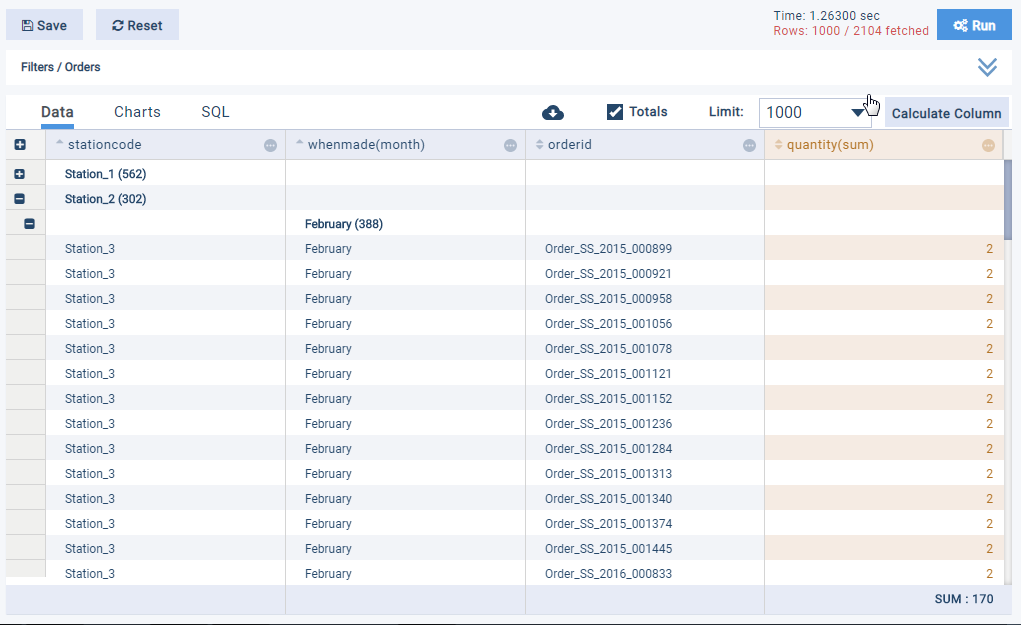 Save Reset Time: 1.26300 sec
Rows: 1000 / 2104 fetched Run
Filters / Orders
Data Charts SQL Totals Limit: 1000 Calculate Column
stationcode whenmade(month) orderid quantity(sum)
Station_1 (562)
Station_2 (302)
February (388)
Station_3 February Order_SS_2015_000899 2
Station_3 February Order_SS_2015_000921 2
Station_3 February Order_SS_2015_000958 2
Station_3 February Order_SS_2015_001056 2
Station_3 February Order_SS_2015_001078 2
Station_3 February Order_SS_2015_001121 2
Station_3 February Order_SS_2015_001152 2
Station_3 February Order_SS_2015_001236 2
Station_3 February Order_SS_2015_001284 2
Station_3 February Order_SS_2015_001313 2
Station_3 February Order_SS_2015_001340 2
Station_3 February Order_SS_2015_001374 2
Station_3 February Order_SS_2015_001445 2
Station_3 February Order_SS_2016_000833 2
SUM : 170